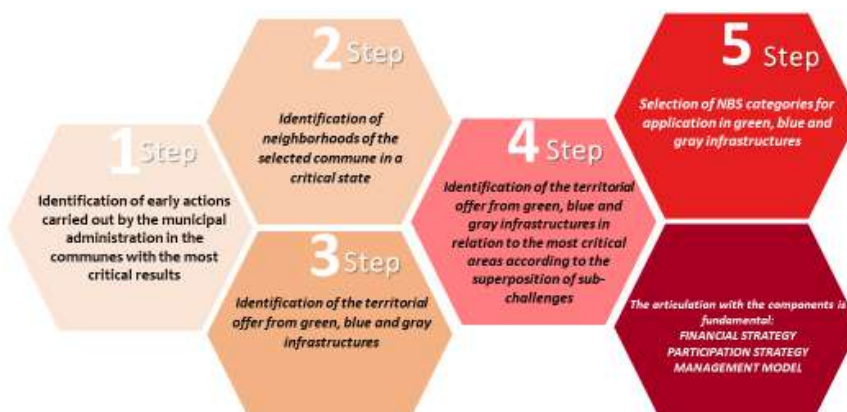 1 Step
Identification of early actions
carried out by the municipal
administration in the
communes with the most
critical results
2 Step
Identification of
neighborhoods of the
selected commune in a
critical state
3 Step
Identification of the territorial
offer from green, blue and gray
infrastructures
4 Step
Identification of the territorial
offer from green, blue and
gray infrastructures in
relation to the most critical
areas according to the
superposition of sub-
challenges
5 Step
Selection of NBS categories for
application in green, blue and
gray infrastructures
The articulation with the components is
fundamental:
FINANCIAL STRATEGY
PARTICIPATION STRATEGY
MANAGEMENT MODEL